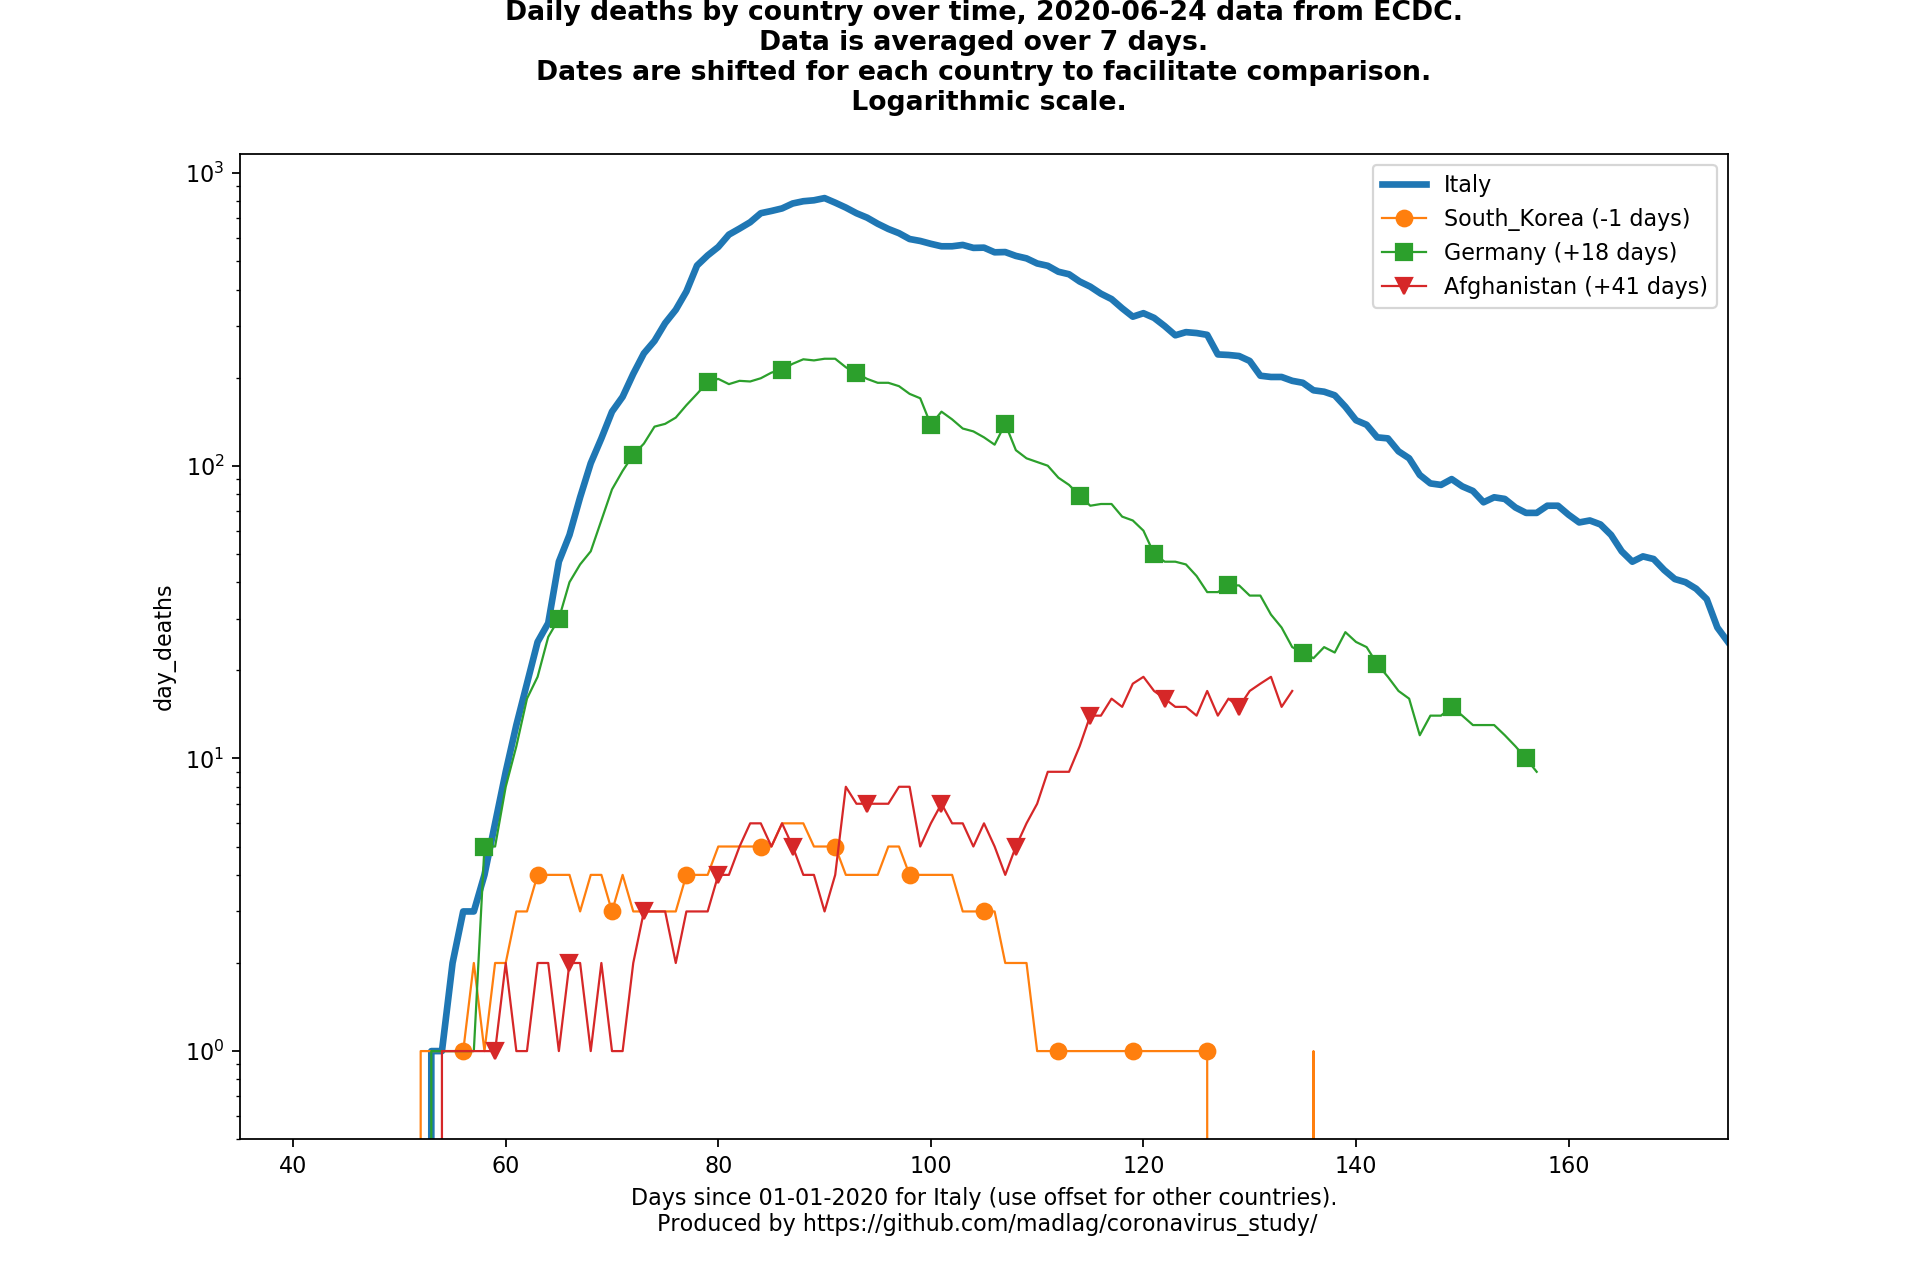 Daily deaths by country over time, 2020-06-24 data from ECDC.
Data is averaged over 7 days.
Dates are shifted for each country to facilitate comparison.
Logarithmic scale.
10³
10²
10¹
10⁰
day_deaths
Italy
South_Korea (-1 days)
Germany (+18 days)
Afghanistan (+41 days)
40 60 80 100 120 140 160
Days since 01-01-2020 for Italy (use offset for other countries).
Produced by https://github.com/madlag/coronavirus_study/